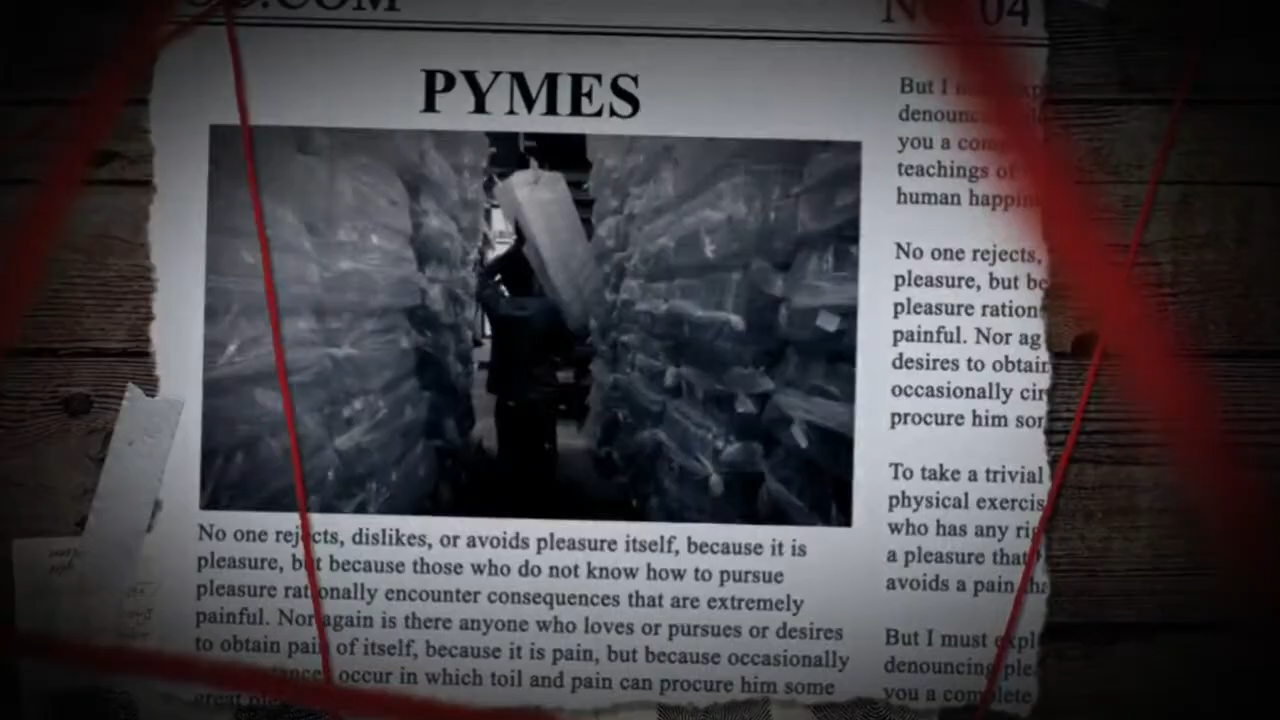 .COM
04
PYMES
No one rejects, dislikes, or avoids pleasure itself, because it is
pleasure, but because those who do not know how to pursue
pleasure rationally encounter consequences that are extremely
painful. Nor again is there anyone who loves or pursues or desires
to obtain pain of itself, because it is pain, but because occasionally
occur in which toil and pain can procure him some
great
But I
you a
teachings of
human
No one rejects,
pleasure, but be
pleasure ration
painful. Nor ag
desires to obtain
occasionally cir
procure him som
To take a trivial
physical exercis
who has any rig
a pleasure that
avoids a pain
But I must expl
denouncing ple
you a complete